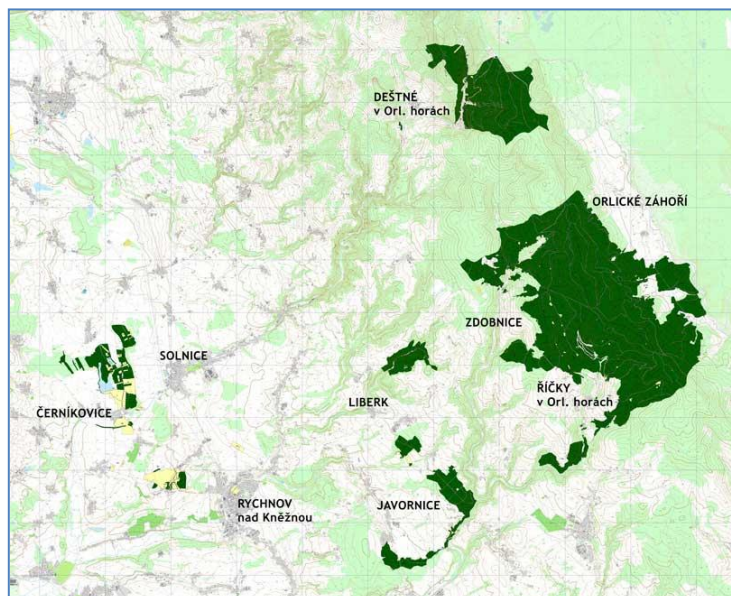 DEŠTNÉ
v Orl. horách
ORLICKÉ ZÁHOŘÍ
ZDOBNICE
SOLNICE
ŘÍČKY
v Orl. horách
LIBERK
ČERNÍKOVICE
RYCHNOV
nad Kněžnou
JAVORNICE